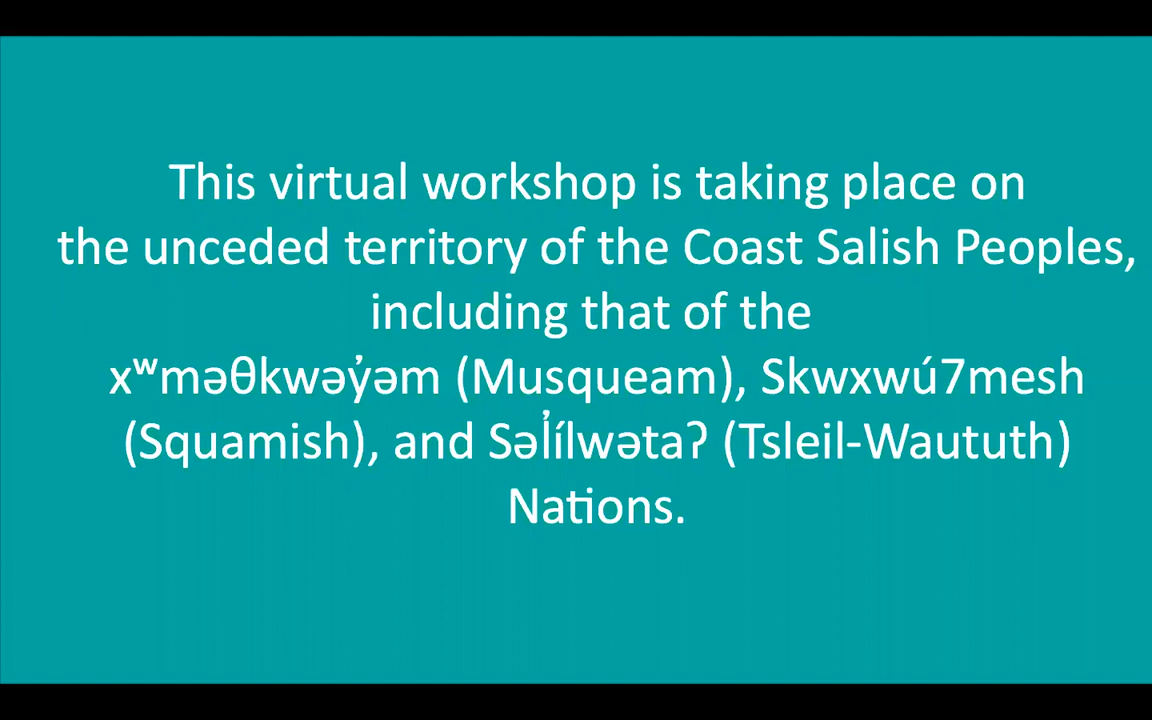 This virtual workshop is taking place on
the unceded territory of the Coast Salish Peoples,
including that of the
xʷməθkwəy̓əm (Musqueam), Skwxwú7mesh
(Squamish), and Səl̓ílwətaʔ (Tsleil-Waututh)
Nations.